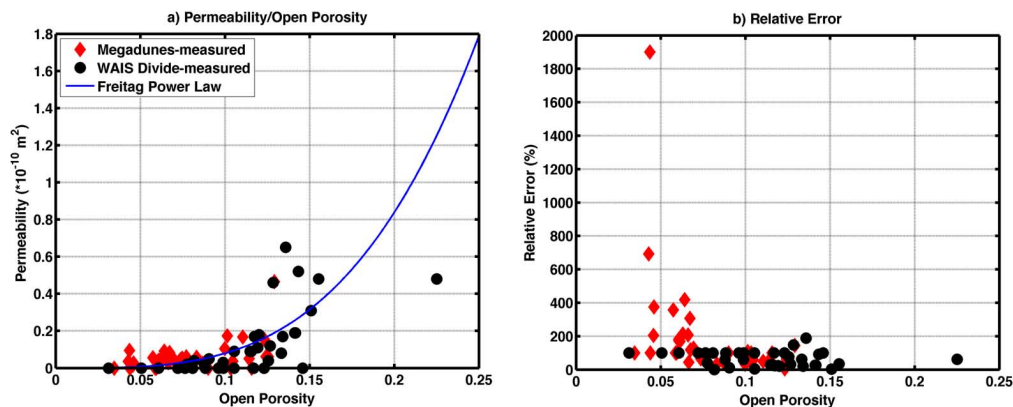 a) Permeability/Open Porosity
1.8
1.6
1.4
1.2
1
0.8
0.6
0.4
0.2
0
Permeability (*10^-10 m^2)
Megadunes-measured
WAIS Divide-measured
Freitag Power Law
0 0.05 0.1 0.15 0.2 0.25
Open Porosity
b) Relative Error
2000
1800
1600
1400
1200
1000
800
600
400
200
0
Relative Error (%)
0 0.05 0.1 0.15 0.2 0.25
Open Porosity